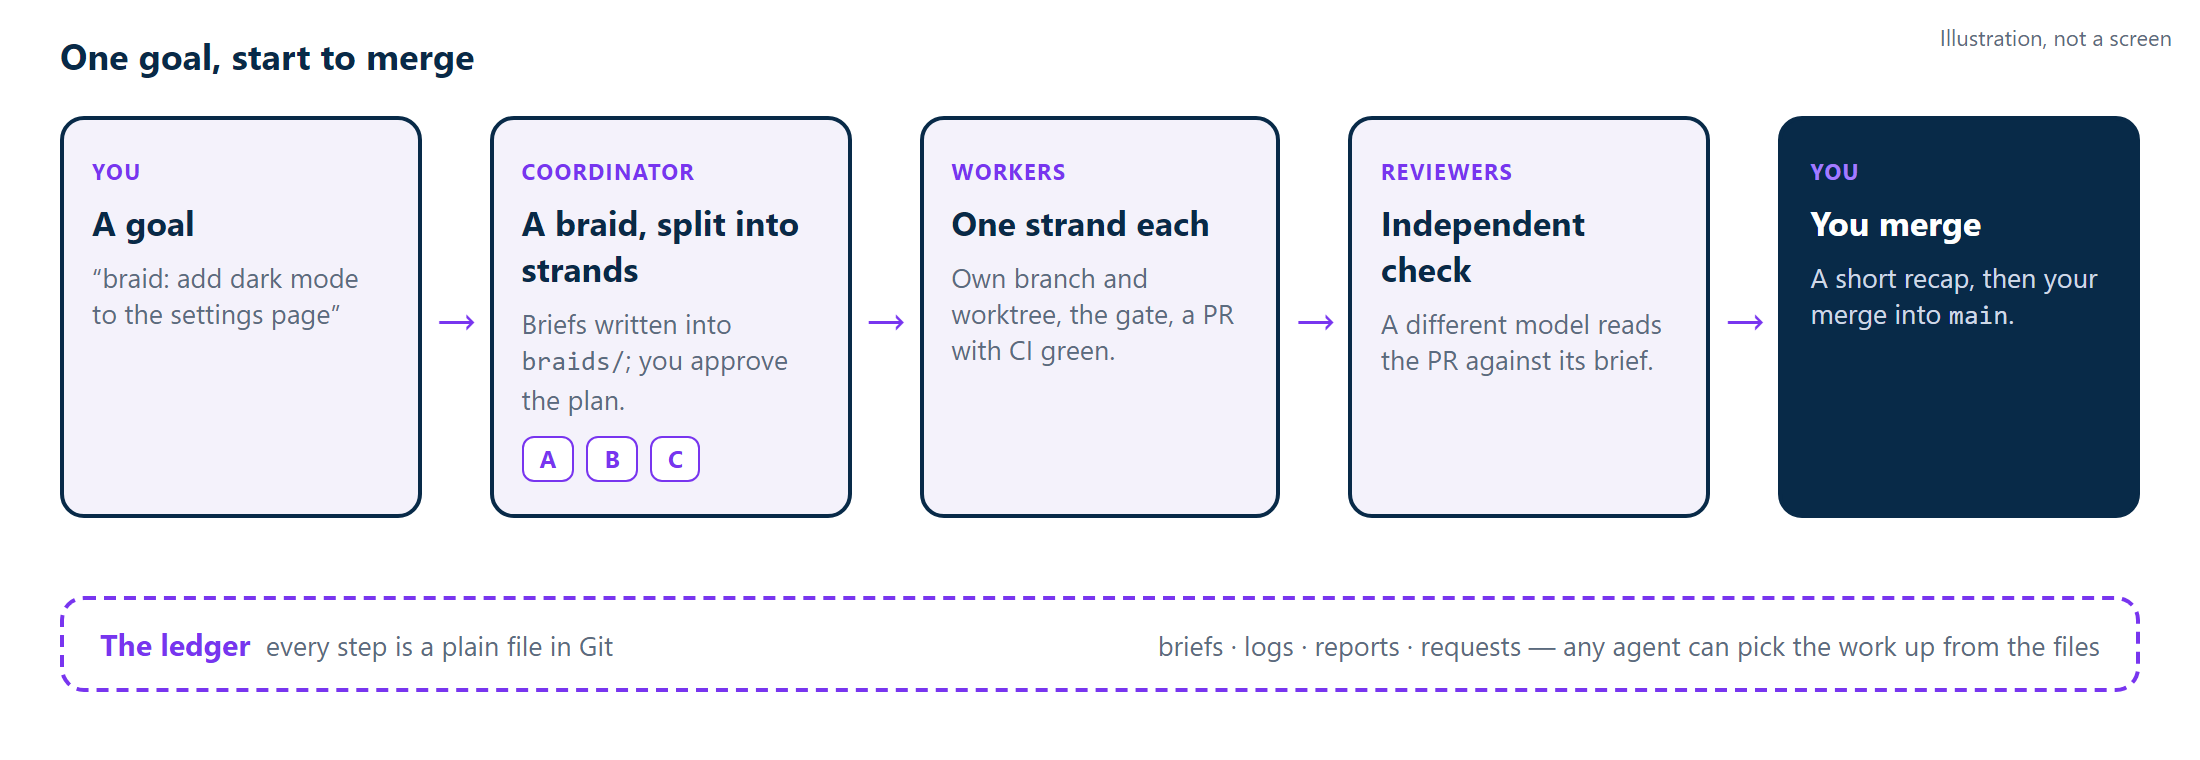 One goal, start to merge
Illustration, not a screen
YOU
A goal
“braid: add dark mode
to the settings page”
→
COORDINATOR
A braid, split into
strands
Briefs written into
braids/; you approve
the plan.
A B C
→
WORKERS
One strand each
Own branch and
worktree, the gate, a PR
with CI green.
→
REVIEWERS
Independent
check
A different model reads
the PR against its brief.
→
YOU
You merge
A short recap, then your
merge into main.
The ledger every step is a plain file in Git
briefs · logs · reports · requests — any agent can pick the work up from the files